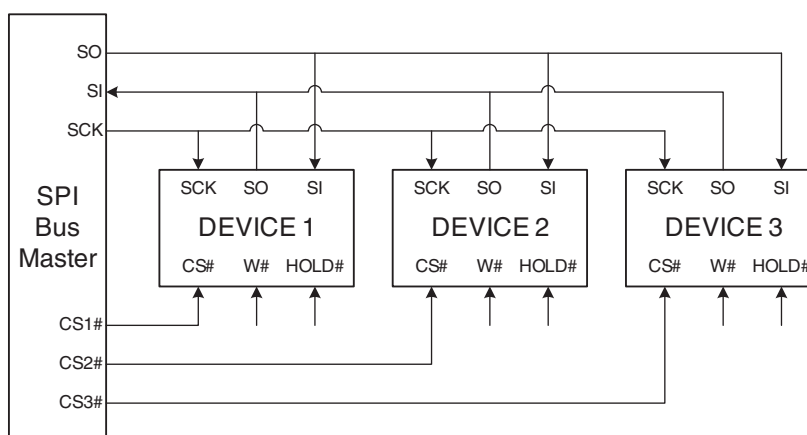 SO
SI
SCK
SPI
Bus
Master
SCK SO SI
DEVICE 1
CS# W# HOLD#
SCK SO SI
DEVICE 2
CS# W# HOLD#
SCK SO SI
DEVICE 3
CS# W# HOLD#
CS1#
CS2#
CS3#